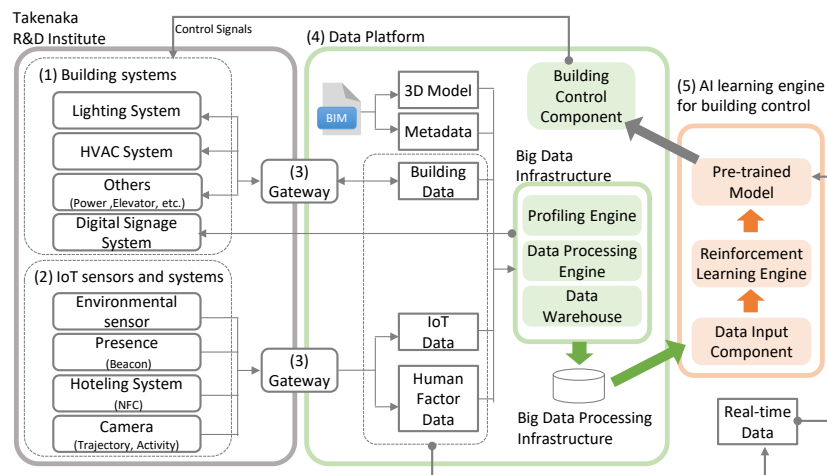 Takenaka
R&D Institute
Control Signals
(1) Building systems
Lighting System
HVAC System
Others
(Power ,Elevator, etc.)
Digital Signage
System
(2) IoT sensors and systems
Environmental
sensor
Presence
(Beacon)
Hoteling System
(NFC)
Camera
(Trajectory, Activity)
(3)
Gateway
(3)
Gateway
(4) Data Platform
BIM
3D Model
Metadata
Building
Data
IoT
Data
Human
Factor
Data
Building
Control
Component
Big Data
Infrastructure
Profiling Engine
Data Processing
Engine
Data
Warehouse
Big Data Processing
Infrastructure
(5) AI learning engine
for building control
Pre-trained
Model
Reinforcement
Learning Engine
Data Input
Component
Real-time
Data